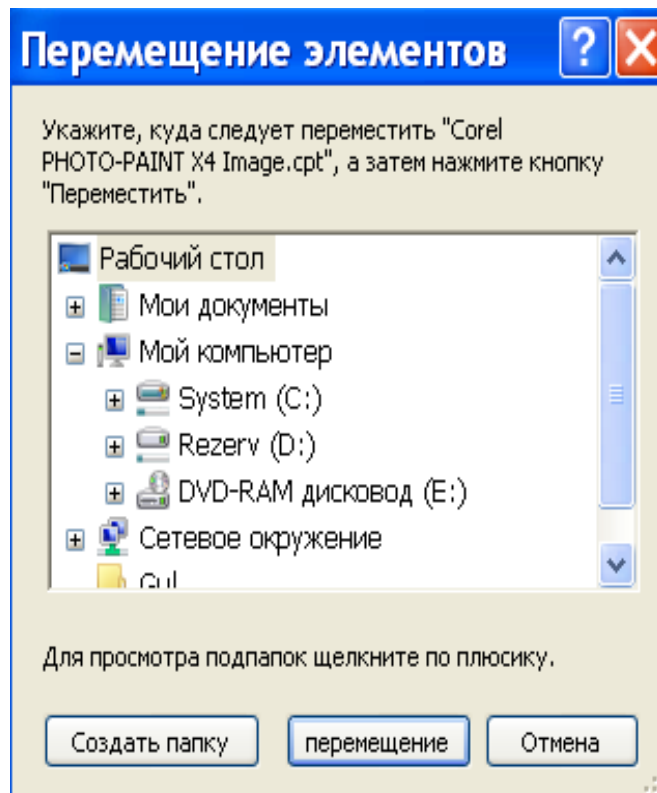 Перемещение элементов
Укажите, куда следует переместить "Corel
PHOTO-PAINT X4 Image.cpt", а затем нажмите кнопку
"Переместить".
Рабочий стол
Мои документы
Мой компьютер
System (C:)
Rezerv (D:)
DVD-RAM дисковод (E:)
Сетевое окружение
Gul
Для просмотра подпапок щелкните по плюсику.
Создать папку перемещение Отмена